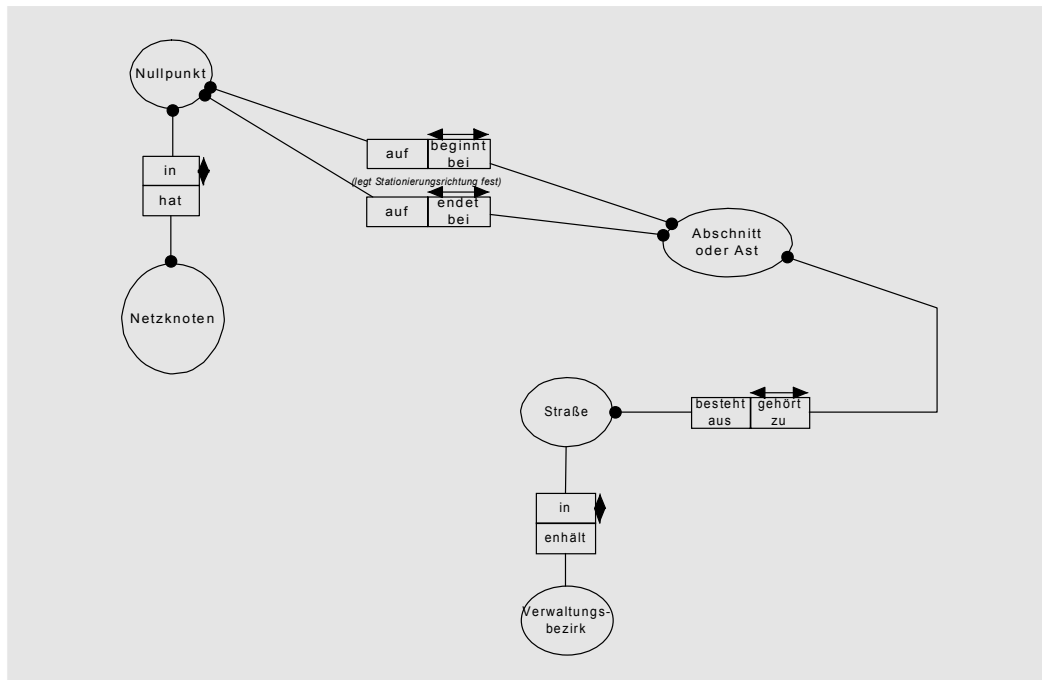 Nullpunkt
auf
beginnt
bei
in
hat
(legt Stationierungsrichtung fest)
auf
endet
bei
Abschnitt
oder Ast
Netzknoten
Straße
besteht
aus
gehört
zu
in
enhält
Verwaltungs-
bezirk